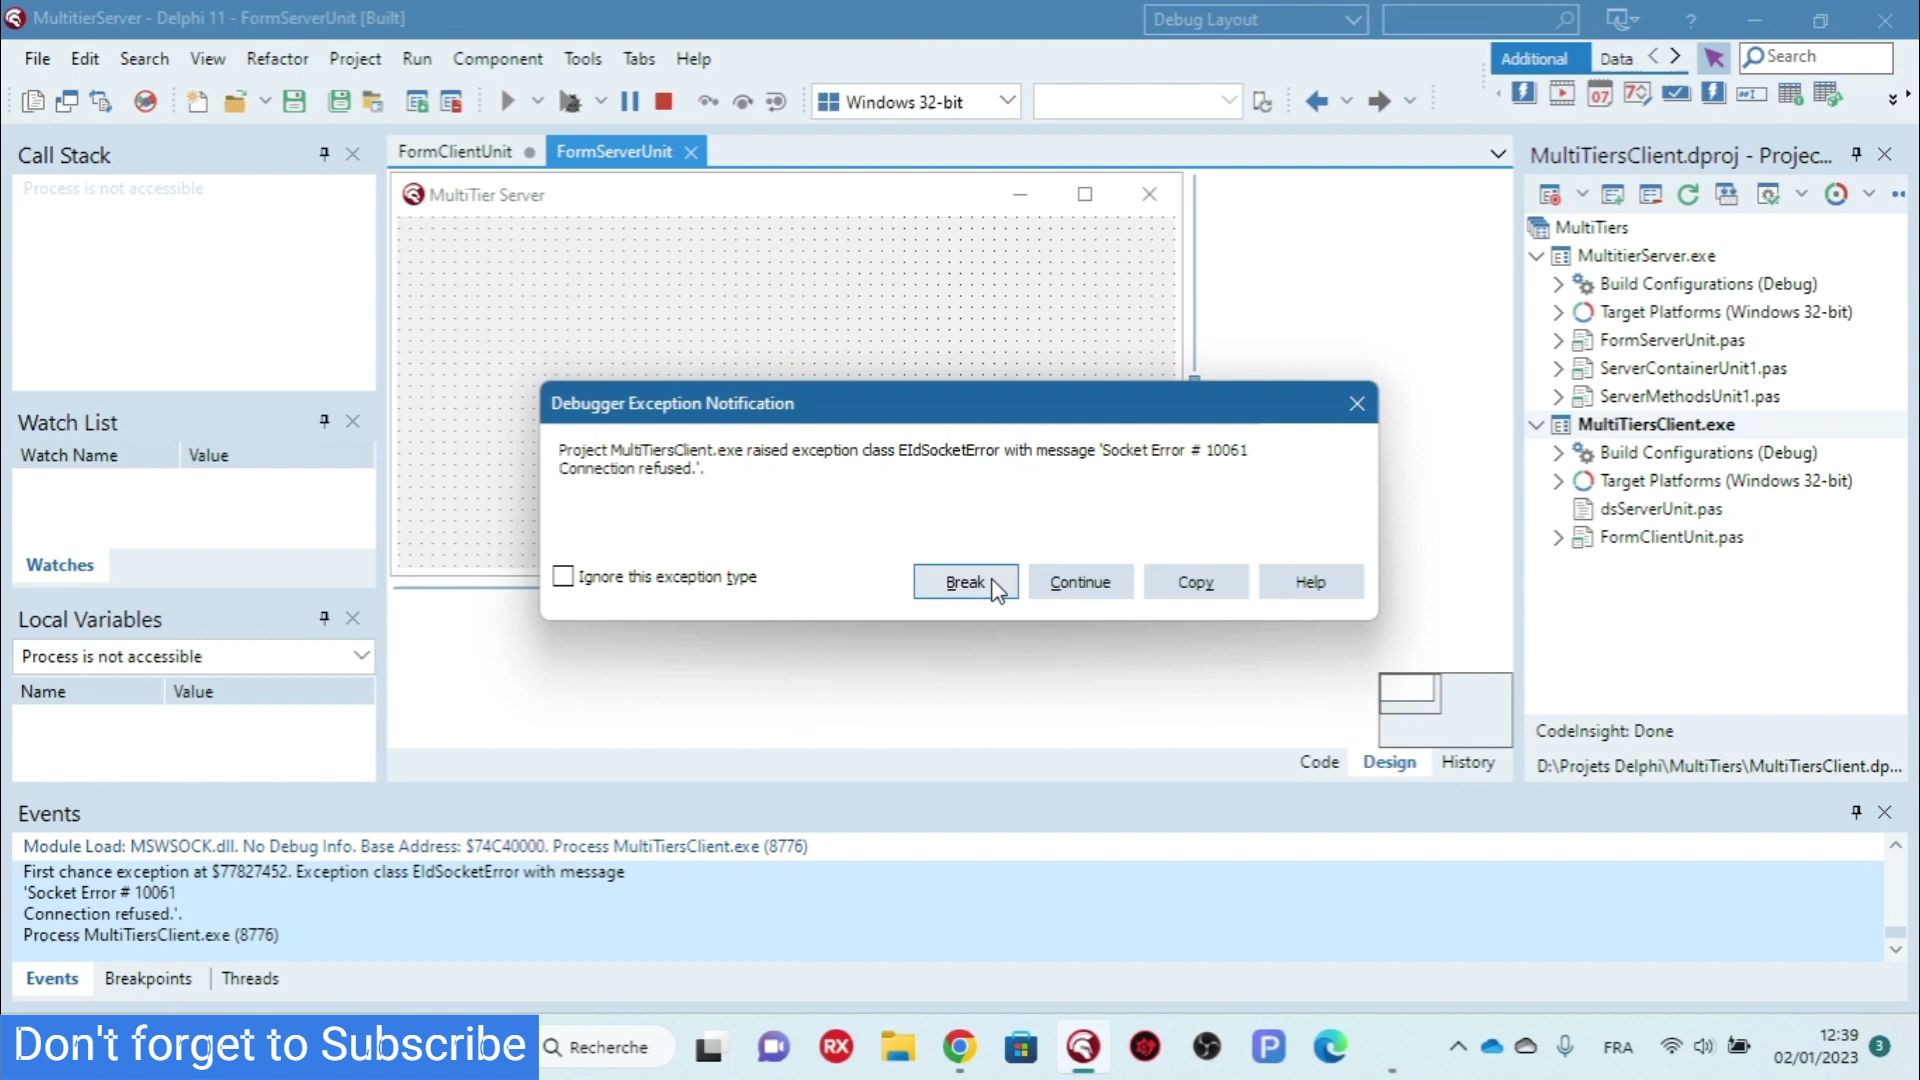 MultitierServer - Delphi 11 - FormServerUnit [Built]
Debug Layout
?
File Edit Search View Refactor Project Run Component Tools Tabs Help
Additional
Data
Search
Windows 32-bit
Call Stack
Process is not accessible
FormClientUnit
FormServerUnit
MultiTier Server
MultiTiersClient.dproj - Projec...
MultiTiers
MultitierServer.exe
Build Configurations (Debug)
Target Platforms (Windows 32-bit)
FormServerUnit.pas
ServerContainerUnit1.pas
ServerMethodsUnit1.pas
MultiTiersClient.exe
Build Configurations (Debug)
Target Platforms (Windows 32-bit)
dsServerUnit.pas
FormClientUnit.pas
Watch List
Watch Name Value
Watches
Debugger Exception Notification
Project MultiTiersClient.exe raised exception class EIdSocketError with message 'Socket Error # 10061
Connection refused.'.
Ignore this exception type
Break
Continue
Copy
Help
Local Variables
Process is not accessible
Name Value
Code Design History
CodeInsight: Done
D:\Projets Delphi\MultiTiers\MultiTiersClient.dp...
Events
Module Load: MSWSOCK.dll. No Debug Info. Base Address: $74C40000. Process MultiTiersClient.exe (8776)
First chance exception at $77827452. Exception class EIdSocketError with message
'Socket Error # 10061
Connection refused.'.
Process MultiTiersClient.exe (8776)
Events Breakpoints Threads
Don't forget to Subscribe
Recherche
RX
P
FRA
12:39
02/01/2023
3